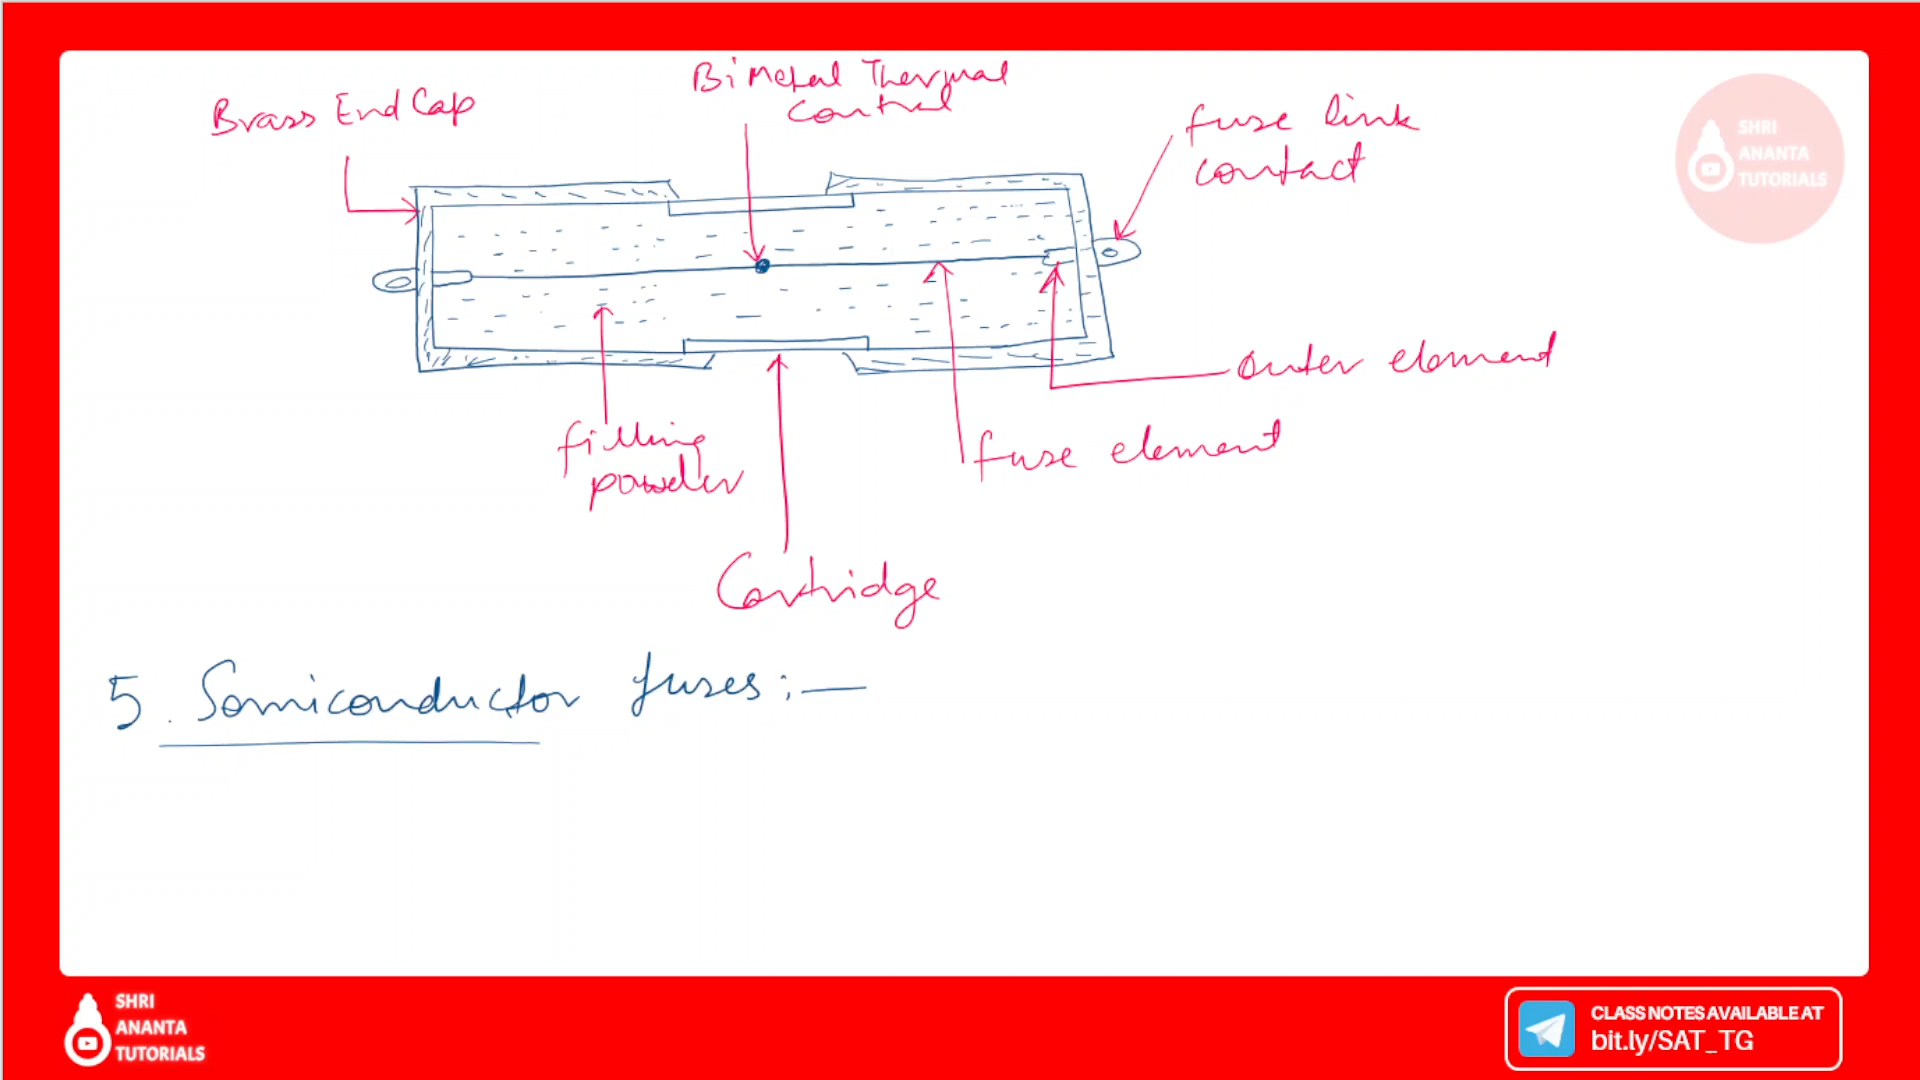 Bimetal Thermal
Control
Brass End Cap
fuse link
contact
SHRI
ANANTA
TUTORIALS
outer element
filling
powder
fuse element
Cartridge
5. Semiconductor fuses:—
SHRI
ANANTA
TUTORIALS
CLASS NOTES AVAILABLE AT
bit.ly/SAT_TG